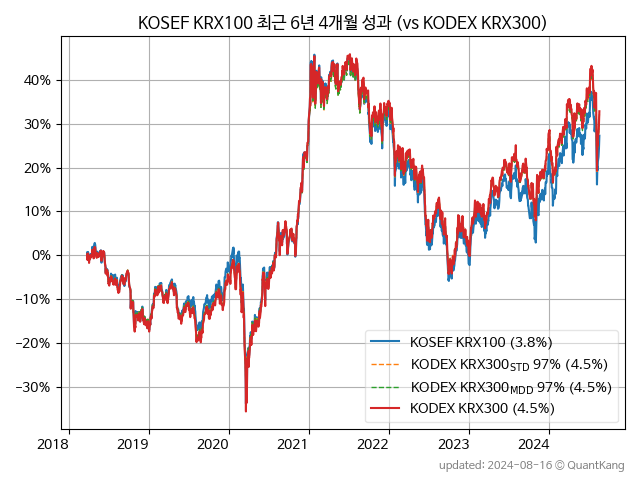 KOSEF KRX100 최근 6년 4개월 성과 (vs KODEX KRX300)
40%
30%
20%
10%
0%
−10%
−20%
−30%
KOSEF KRX100 (3.8%)
KODEX KRX300STD 97% (4.5%)
KODEX KRX300MDD 97% (4.5%)
KODEX KRX300 (4.5%)
2018 2019 2020 2021 2022 2023 2024
updated: 2024-08-16 © QuantKang